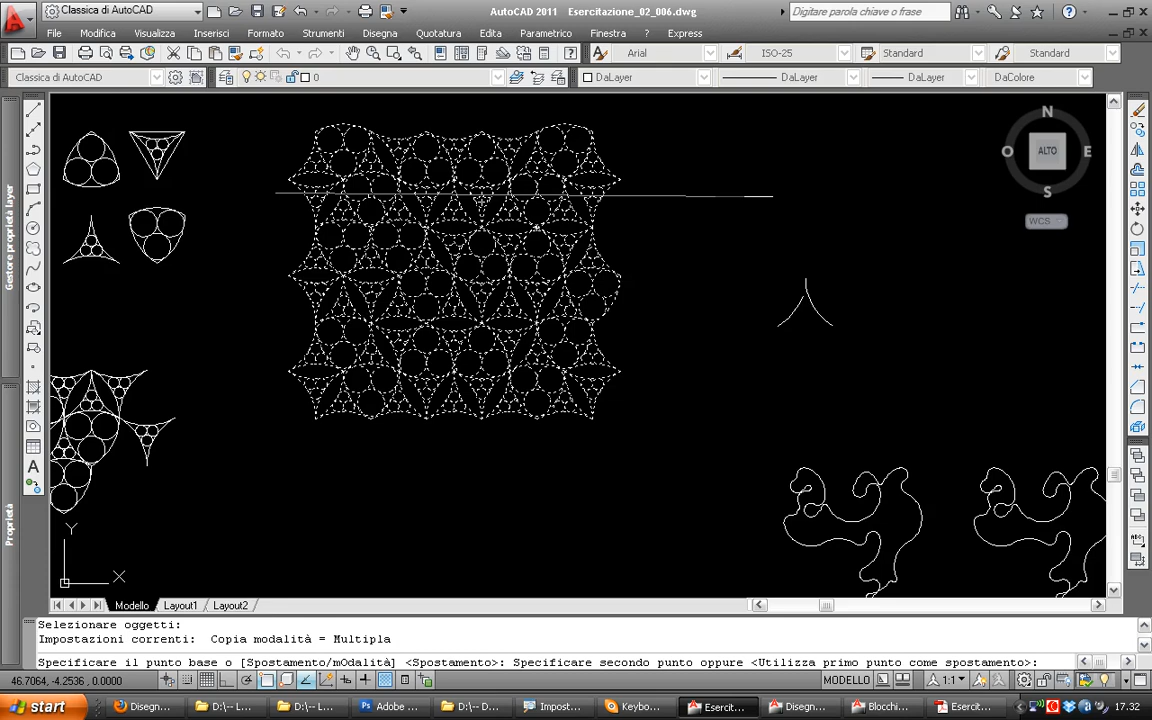 Classica di AutoCAD
AutoCAD 2011 Esercitazione_02_006.dwg
Digitare parola chiave o frase
File Modifica Visualizza Inserisci Formato Strumenti Disegna Quotatura Edita Parametrico Finestra ? Express
Arial ISO-25 Standard Standard
Classica di AutoCAD 0 DaLayer DaLayer DaLayer DaColore
Gestore proprietà layer
Proprietà
N
O ALTO E
S
WCS
Y
X
Modello Layout1 Layout2
Selezionare oggetti:
Impostazioni correnti: Copia modalità = Multipla
Specificare il punto base o [Spostamento/mOdalità] <Spostamento>: Specificare secondo punto oppure <Utilizza primo punto come spostamento>:
46.7064, -4.2536, 0.0000 MODELLO 1:1
start Disegn... D:\-- L... D:\-- L... Adobe ... D:\-- D... Impost... Keybo... Eserci... Disegn... Blocchi... Eserci... 17.32